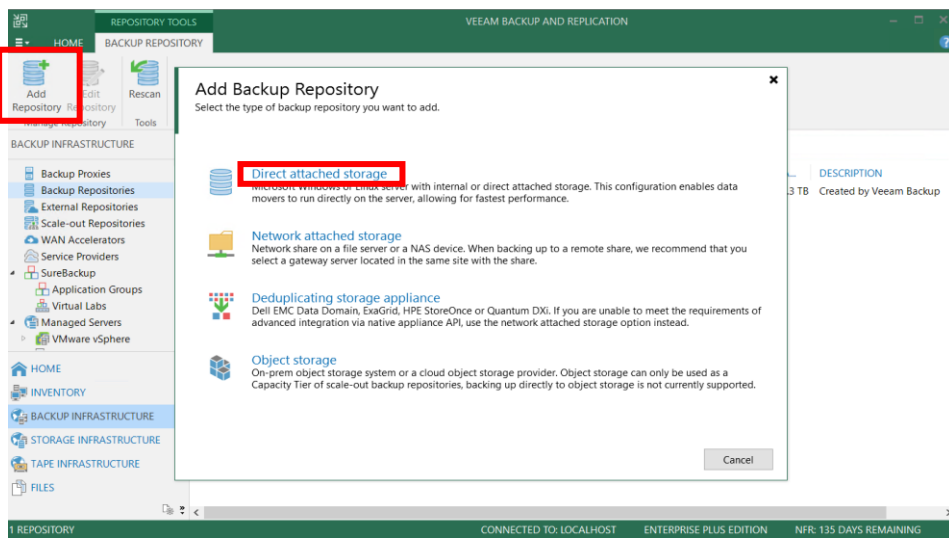 REPOSITORY TOOLS
VEEAM BACKUP AND REPLICATION
HOME
BACKUP REPOSITORY
Add Repository
Edit Repository
Rescan
Manage Repository
Tools
BACKUP INFRASTRUCTURE
Backup Proxies
Backup Repositories
External Repositories
Scale-out Repositories
WAN Accelerators
Service Providers
SureBackup
Application Groups
Virtual Labs
Managed Servers
VMware vSphere
HOME
INVENTORY
BACKUP INFRASTRUCTURE
STORAGE INFRASTRUCTURE
TAPE INFRASTRUCTURE
FILES
Add Backup Repository
Select the type of backup repository you want to add.
Direct attached storage
Microsoft Windows or Linux server with internal or direct attached storage. This configuration enables data
movers to run directly on the server, allowing for fastest performance.
Network attached storage
Network share on a file server or a NAS device. When backing up to a remote share, we recommend that you
select a gateway server located in the same site with the share.
Deduplicating storage appliance
Dell EMC Data Domain, ExaGrid, HPE StoreOnce or Quantum DXi. If you are unable to meet the requirements of
advanced integration via native appliance API, use the network attached storage option instead.
Object storage
On-prem object storage system or a cloud object storage provider. Object storage can only be used as a
Capacity Tier of scale-out backup repositories, backing up directly to object storage is not currently supported.
Cancel
DESCRIPTION
.3 TB Created by Veeam Backup
1 REPOSITORY
CONNECTED TO: LOCALHOST
ENTERPRISE PLUS EDITION
NFR: 135 DAYS REMAINING